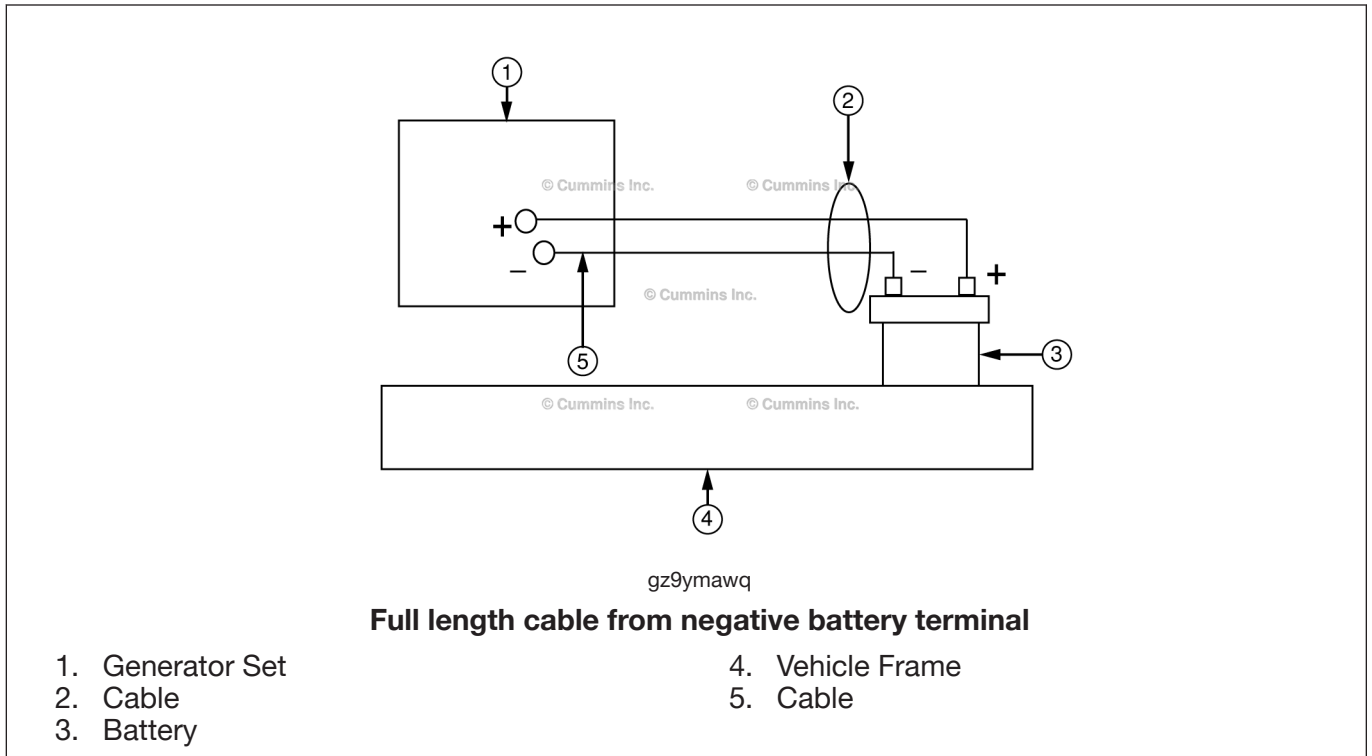 1
2
© Cummins Inc. © Cummins Inc.
+
–
– +
© Cummins Inc.
3
5
© Cummins Inc. © Cummins Inc.
4
gz9ymawq
Full length cable from negative battery terminal
1. Generator Set
2. Cable
3. Battery
4. Vehicle Frame
5. Cable